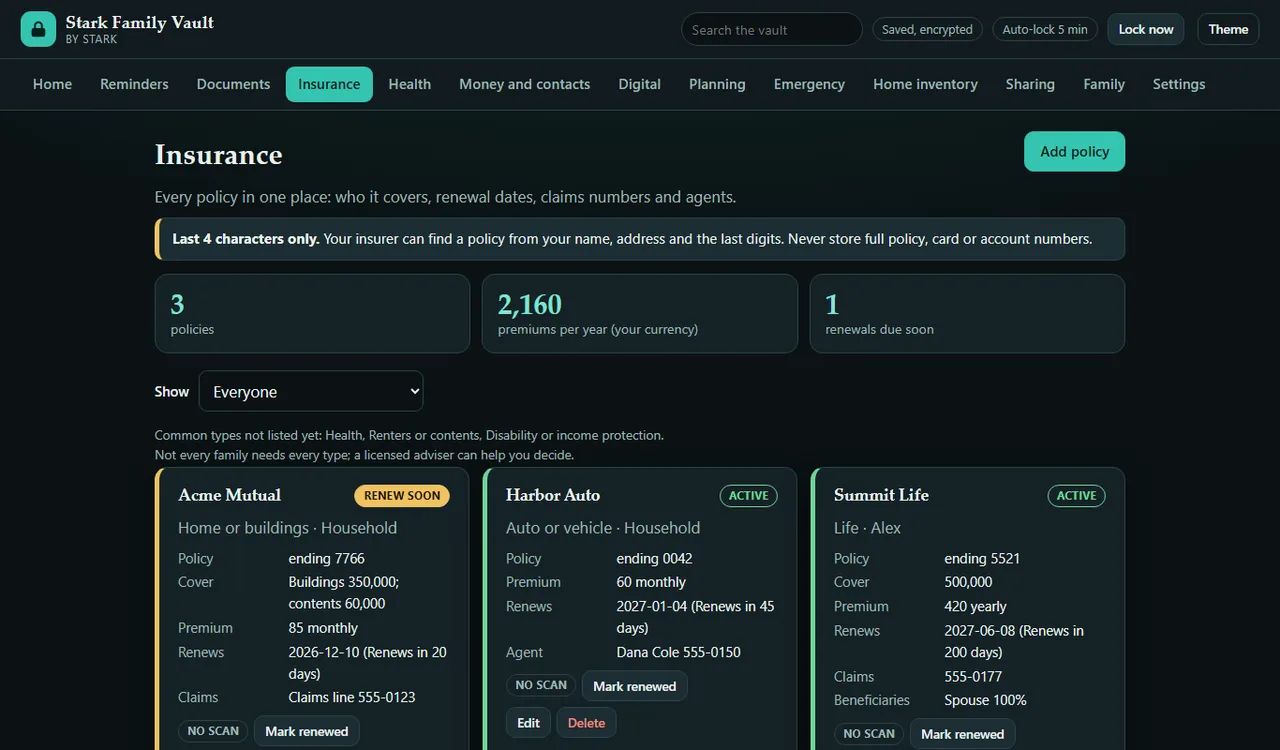 Stark Family Vault
BY STARK
Search the vault
Saved, encrypted
Auto-lock 5 min
Lock now
Theme
Home
Reminders
Documents
Insurance
Health
Money and contacts
Digital
Planning
Emergency
Home inventory
Sharing
Family
Settings
Insurance
Add policy
Every policy in one place: who it covers, renewal dates, claims numbers and agents.
Last 4 characters only. Your insurer can find a policy from your name, address and the last digits. Never store full policy, card or account numbers.
3
policies
2,160
premiums per year (your currency)
1
renewals due soon
Show
Everyone
Common types not listed yet: Health, Renters or contents, Disability or income protection.
Not every family needs every type; a licensed adviser can help you decide.
Acme Mutual
RENEW SOON
Home or buildings · Household
Policy ending 7766
Cover Buildings 350,000;
contents 60,000
Premium 85 monthly
Renews 2026-12-10 (Renews in 20
days)
Claims Claims line 555-0123
NO SCAN
Mark renewed
Harbor Auto
ACTIVE
Auto or vehicle · Household
Policy ending 0042
Premium 60 monthly
Renews 2027-01-04 (Renews in 45
days)
Agent Dana Cole 555-0150
NO SCAN
Mark renewed
Edit
Delete
Summit Life
ACTIVE
Life · Alex
Policy ending 5521
Cover 500,000
Premium 420 yearly
Renews 2027-06-08 (Renews in
200 days)
Claims 555-0177
Beneficiaries Spouse 100%
NO SCAN
Mark renewed